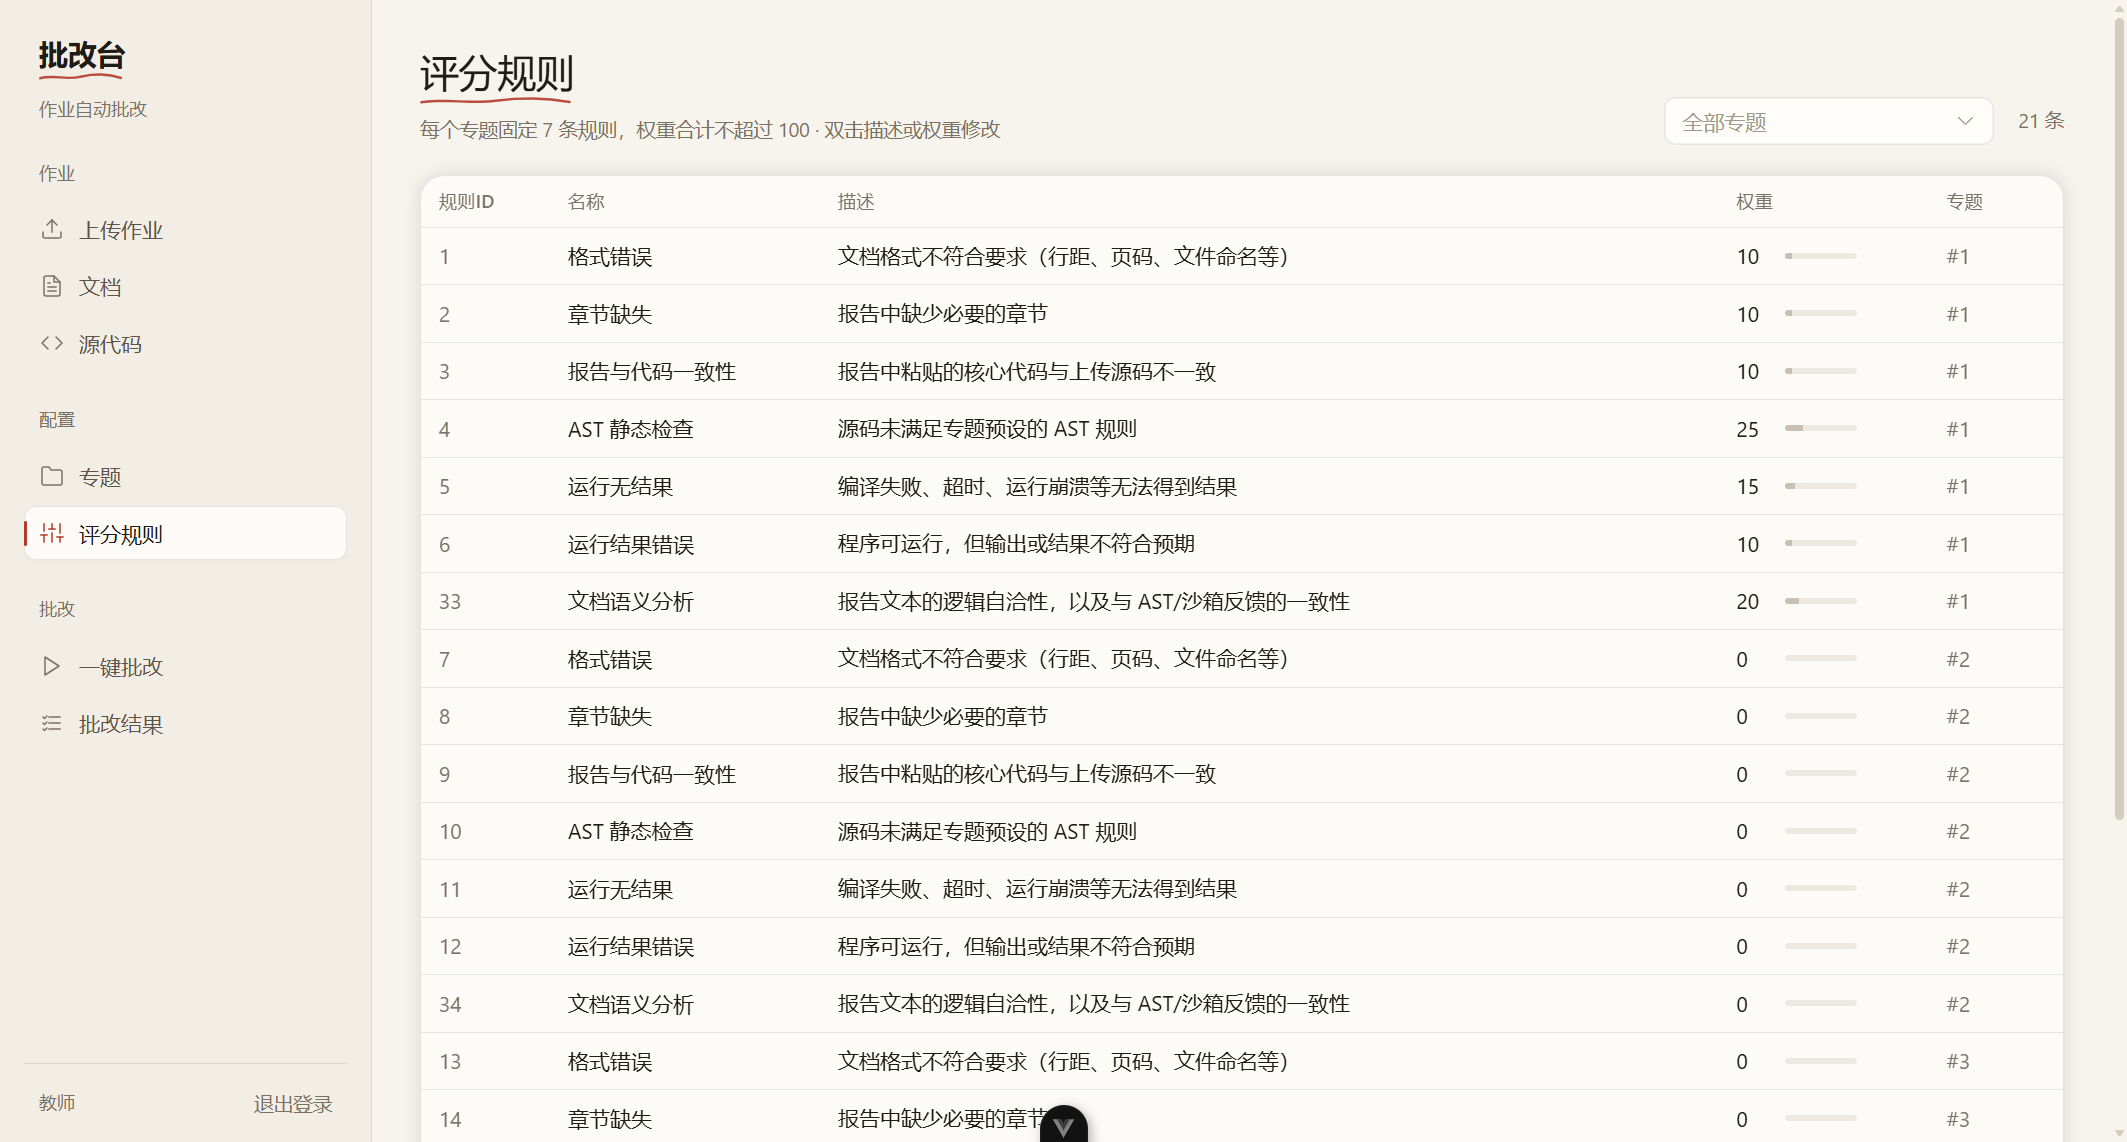 批改台
作业自动批改
作业
上传作业
文档
源代码
配置
专题
评分规则
批改
一键批改
批改结果
教师
退出登录
评分规则
每个专题固定 7 条规则，权重合计不超过 100 · 双击描述或权重修改
全部专题
21 条
规则ID 名称 描述 权重 专题
1 格式错误 文档格式不符合要求（行距、页码、文件命名等） 10 #1
2 章节缺失 报告中缺少必要的章节 10 #1
3 报告与代码一致性 报告中粘贴的核心代码与上传源码不一致 10 #1
4 AST 静态检查 源码未满足专题预设的 AST 规则 25 #1
5 运行无结果 编译失败、超时、运行崩溃等无法得到结果 15 #1
6 运行结果错误 程序可运行，但输出或结果不符合预期 10 #1
33 文档语义分析 报告文本的逻辑自洽性，以及与 AST/沙箱反馈的一致性 20 #1
7 格式错误 文档格式不符合要求（行距、页码、文件命名等） 0 #2
8 章节缺失 报告中缺少必要的章节 0 #2
9 报告与代码一致性 报告中粘贴的核心代码与上传源码不一致 0 #2
10 AST 静态检查 源码未满足专题预设的 AST 规则 0 #2
11 运行无结果 编译失败、超时、运行崩溃等无法得到结果 0 #2
12 运行结果错误 程序可运行，但输出或结果不符合预期 0 #2
34 文档语义分析 报告文本的逻辑自洽性，以及与 AST/沙箱反馈的一致性 0 #2
13 格式错误 文档格式不符合要求（行距、页码、文件命名等） 0 #3
14 章节缺失 报告中缺少必要的章节 0 #3